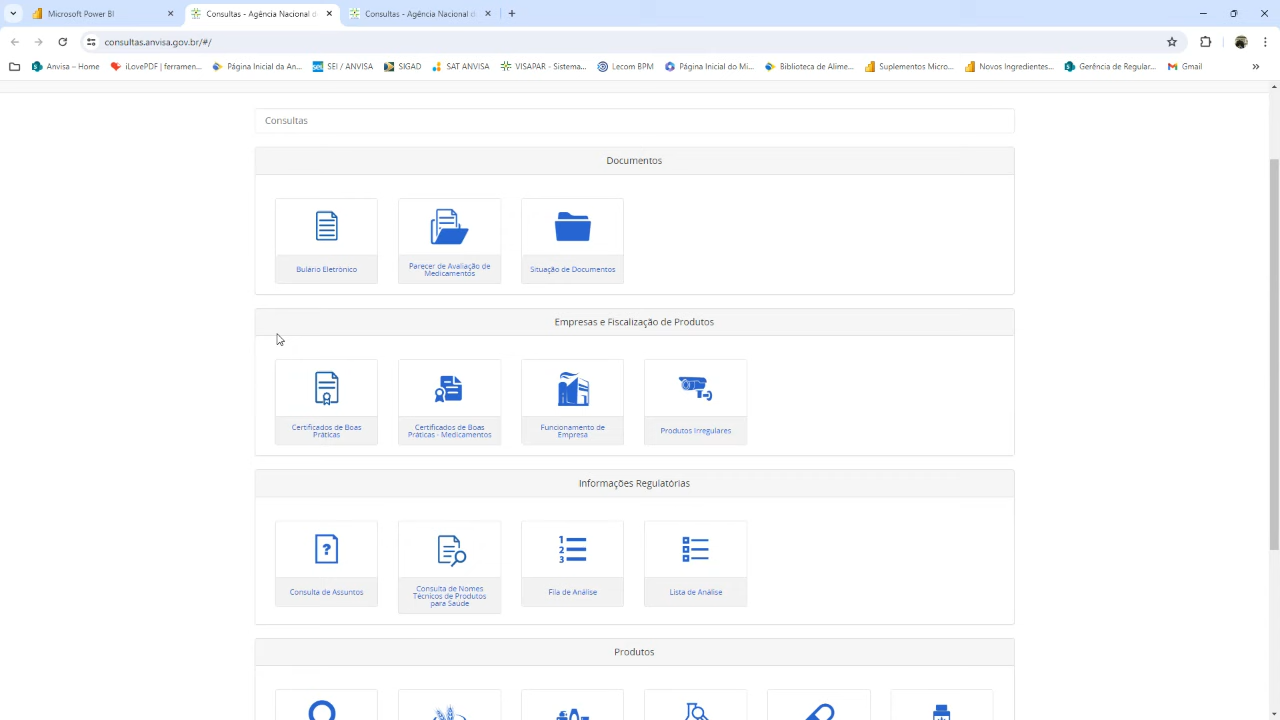 Microsoft Power BI
Consultas - Agência Nacional d
Consultas - Agência Nacional d
consultas.anvisa.gov.br/#/
Anvisa – Home
iLovePDF | ferramen...
Página Inicial da An...
SEI / ANVISA
SIGAD
SAT ANVISA
VISAPAR - Sistema...
Lecom BPM
Página Inicial do Mi...
Biblioteca de Alime...
Suplementos Micro...
Novos Ingredientes...
Gerência de Regular...
Gmail
Consultas
Documentos
Bulário Eletrônico
Parecer de Avaliação de
Medicamentos
Situação de Documentos
Empresas e Fiscalização de Produtos
Certificados de Boas
Práticas
Certificados de Boas
Práticas - Medicamentos
Funcionamento de
Empresa
Produtos Irregulares
Informações Regulatórias
Consulta de Assuntos
Consulta de Nomes
Técnicos de Produtos
para Saúde
1
2
3
Fila de Análise
Lista de Análise
Produtos